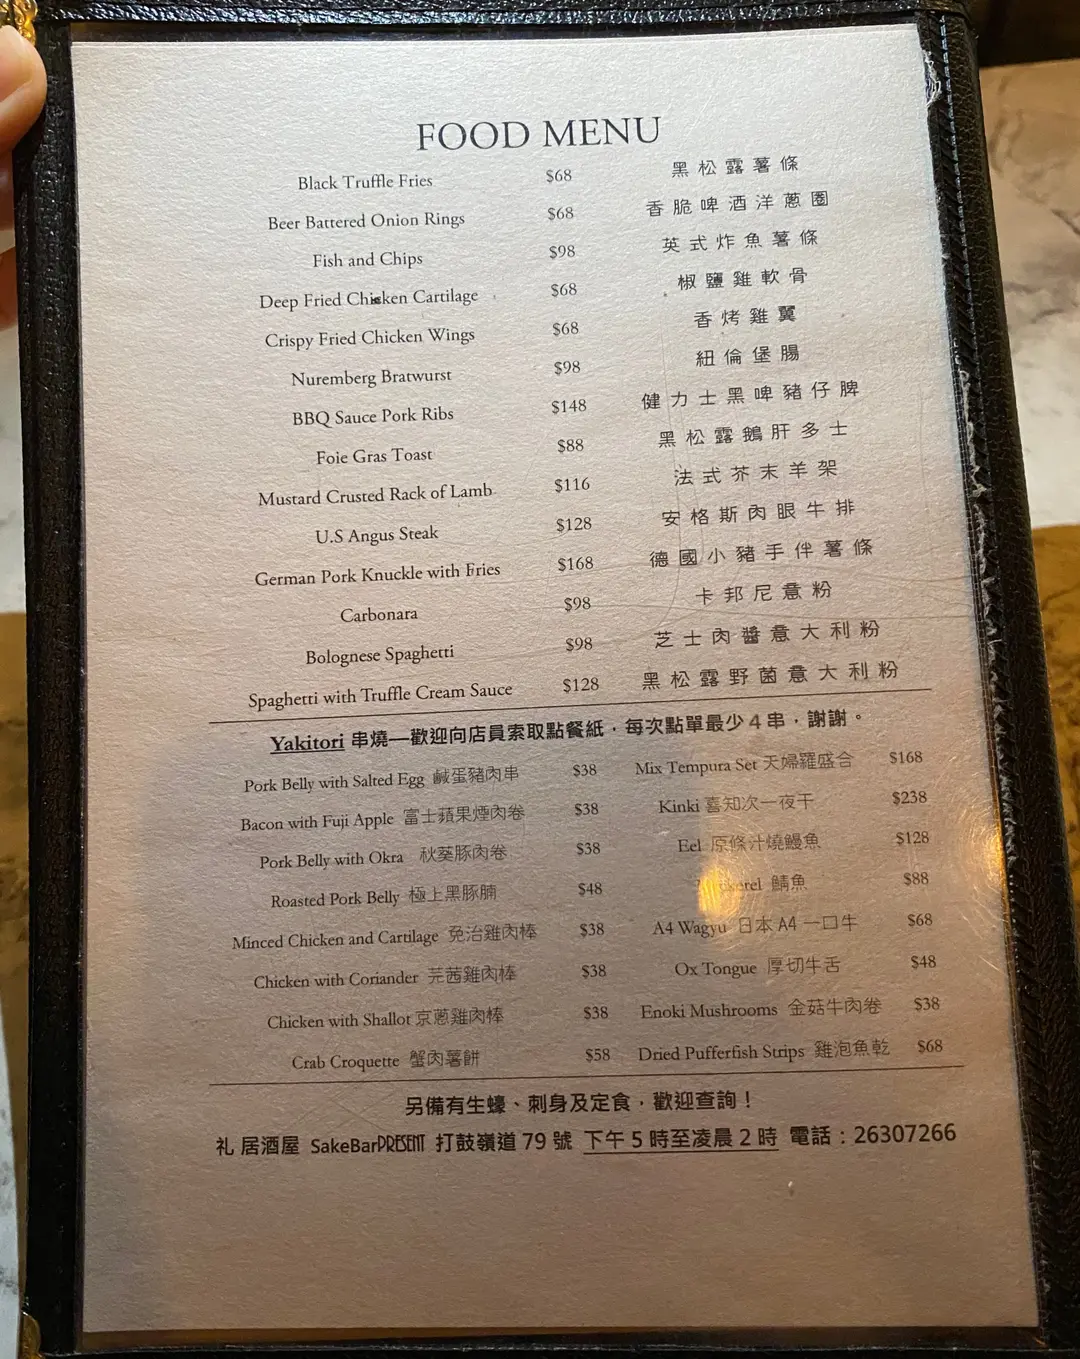 FOOD MENU
Black Truffle Fries $68 黑松露薯條
Beer Battered Onion Rings $68 香脆啤酒洋蔥圈
Fish and Chips $98 英式炸魚薯條
Deep Fried Chicken Cartilage $68 椒鹽雞軟骨
Crispy Fried Chicken Wings $68 香烤雞翼
Nuremberg Bratwurst $98 紐倫堡腸
BBQ Sauce Pork Ribs $148 健力士黑啤豬仔脾
Foie Gras Toast $88 黑松露鵝肝多士
Mustard Crusted Rack of Lamb $116 法式芥末羊架
U.S Angus Steak $128 安格斯肉眼牛排
German Pork Knuckle with Fries $168 德國小豬手伴薯條
Carbonara $98 卡邦尼意粉
Bolognese Spaghetti $98 芝士肉醬意大利粉
Spaghetti with Truffle Cream Sauce $128 黑松露野菌意大利粉
Yakitori 串燒—歡迎向店員索取點餐紙，每次點單最少4串，謝謝。
Pork Belly with Salted Egg 鹹蛋豬肉串 $38 Mix Tempura Set 天婦羅盛合 $168
Bacon with Fuji Apple 富士蘋果煙肉卷 $38 Kinki 喜知次一夜干 $238
Pork Belly with Okra 秋葵豚肉卷 $38 Eel 原條汁燒鰻魚 $128
Roasted Pork Belly 極上黑豚腩 $48 鯖魚 $88
Minced Chicken and Cartilage 免治雞肉棒 $38 A4 Wagyu 日本A4一口牛 $68
Chicken with Coriander 芫茜雞肉棒 $38 Ox Tongue 厚切牛舌 $48
Chicken with Shallot 京蔥雞肉棒 $38 Enoki Mushrooms 金菇牛肉卷 $38
Crab Croquette 蟹肉薯餅 $58 Dried Pufferfish Strips 雞泡魚乾 $68
另備有生蠔、刺身及定食，歡迎查詢！
礼 居酒屋 SakeBarPRESENT 打鼓嶺道79號 下午5時至凌晨2時 電話：26307266